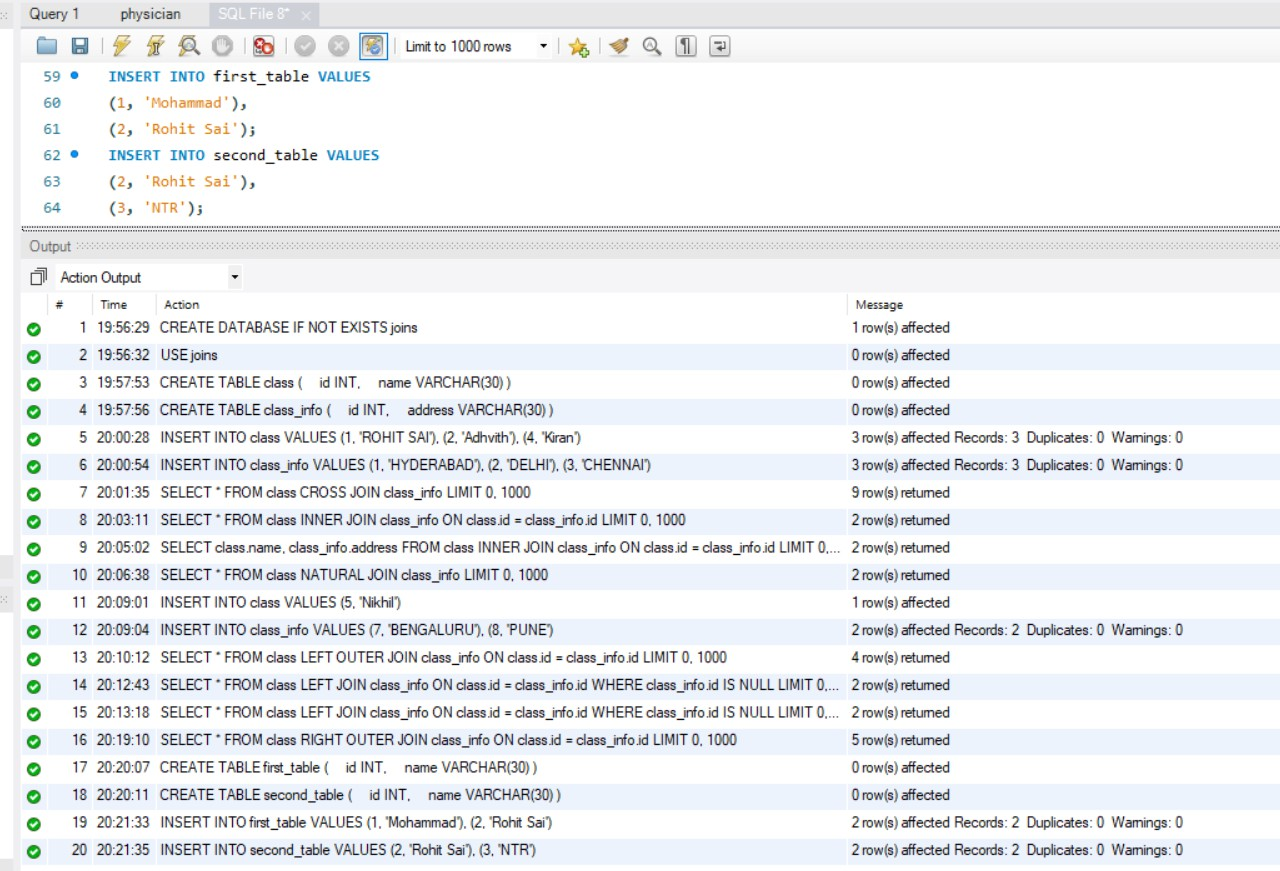 Query 1 physician SQL File 8*
Limit to 1000 rows
59 INSERT INTO first_table VALUES
60 (1, 'Mohammad'),
61 (2, 'Rohit Sai');
62 INSERT INTO second_table VALUES
63 (2, 'Rohit Sai'),
64 (3, 'NTR');
Output
Action Output
# Time Action Message
1 19:56:29 CREATE DATABASE IF NOT EXISTS joins 1 row(s) affected
2 19:56:32 USE joins 0 row(s) affected
3 19:57:53 CREATE TABLE class ( id INT, name VARCHAR(30) ) 0 row(s) affected
4 19:57:56 CREATE TABLE class_info ( id INT, address VARCHAR(30) ) 0 row(s) affected
5 20:00:28 INSERT INTO class VALUES (1, 'ROHIT SAI'), (2, 'Adhvith'), (4, 'Kiran') 3 row(s) affected Records: 3 Duplicates: 0 Warnings: 0
6 20:00:54 INSERT INTO class_info VALUES (1, 'HYDERABAD'), (2, 'DELHI'), (3, 'CHENNAI') 3 row(s) affected Records: 3 Duplicates: 0 Warnings: 0
7 20:01:35 SELECT * FROM class CROSS JOIN class_info LIMIT 0, 1000 9 row(s) returned
8 20:03:11 SELECT * FROM class INNER JOIN class_info ON class.id = class_info.id LIMIT 0, 1000 2 row(s) returned
9 20:05:02 SELECT class.name, class_info.address FROM class INNER JOIN class_info ON class.id = class_info.id LIMIT 0,... 2 row(s) returned
10 20:06:38 SELECT * FROM class NATURAL JOIN class_info LIMIT 0, 1000 2 row(s) returned
11 20:09:01 INSERT INTO class VALUES (5, 'Nikhil') 1 row(s) affected
12 20:09:04 INSERT INTO class_info VALUES (7, 'BENGALURU'), (8, 'PUNE') 2 row(s) affected Records: 2 Duplicates: 0 Warnings: 0
13 20:10:12 SELECT * FROM class LEFT OUTER JOIN class_info ON class.id = class_info.id LIMIT 0, 1000 4 row(s) returned
14 20:12:43 SELECT * FROM class LEFT JOIN class_info ON class.id = class_info.id WHERE class_info.id IS NULL LIMIT 0,... 2 row(s) returned
15 20:13:18 SELECT * FROM class LEFT JOIN class_info ON class.id = class_info.id WHERE class_info.id IS NULL LIMIT 0,... 2 row(s) returned
16 20:19:10 SELECT * FROM class RIGHT OUTER JOIN class_info ON class.id = class_info.id LIMIT 0, 1000 5 row(s) returned
17 20:20:07 CREATE TABLE first_table ( id INT, name VARCHAR(30) ) 0 row(s) affected
18 20:20:11 CREATE TABLE second_table ( id INT, name VARCHAR(30) ) 0 row(s) affected
19 20:21:33 INSERT INTO first_table VALUES (1, 'Mohammad'), (2, 'Rohit Sai') 2 row(s) affected Records: 2 Duplicates: 0 Warnings: 0
20 20:21:35 INSERT INTO second_table VALUES (2, 'Rohit Sai'), (3, 'NTR') 2 row(s) affected Records: 2 Duplicates: 0 Warnings: 0